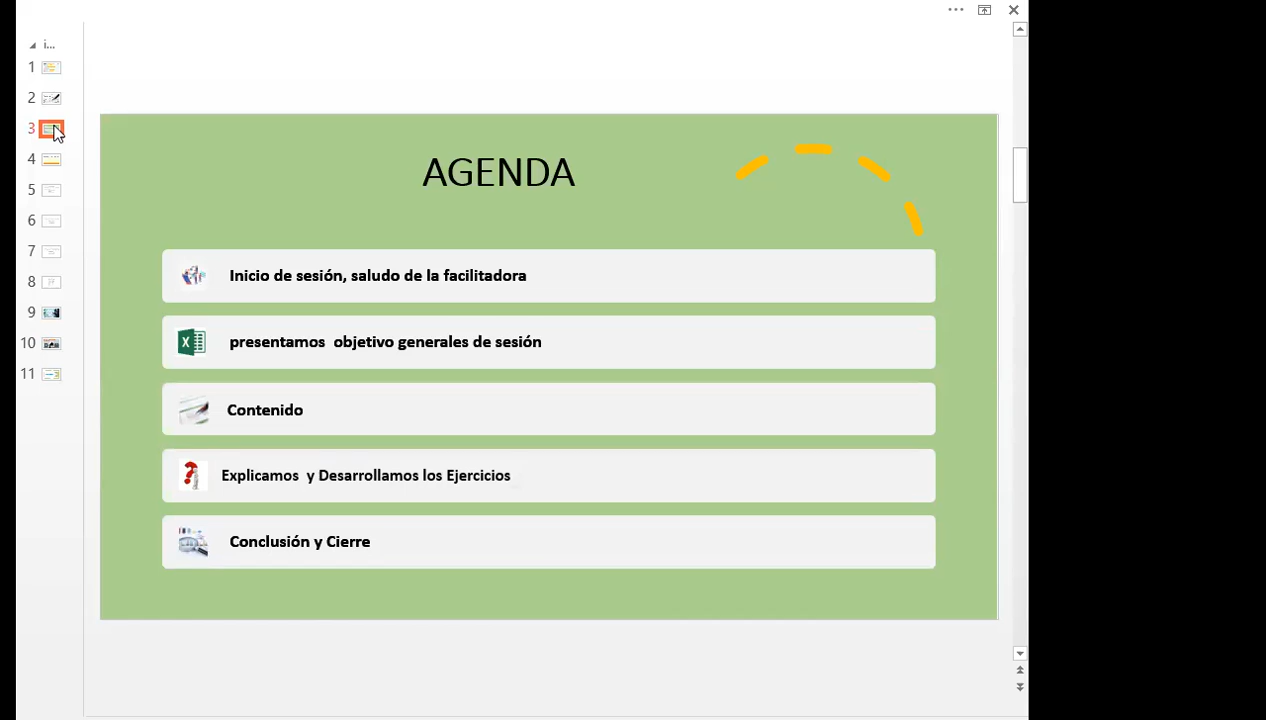 i...
1
2
3
4
5
6
7
8
9
10
11
AGENDA
Inicio de sesión, saludo de la facilitadora
presentamos  objetivo generales de sesión
Contenido
Explicamos  y Desarrollamos los Ejercicios
Conclusión y Cierre